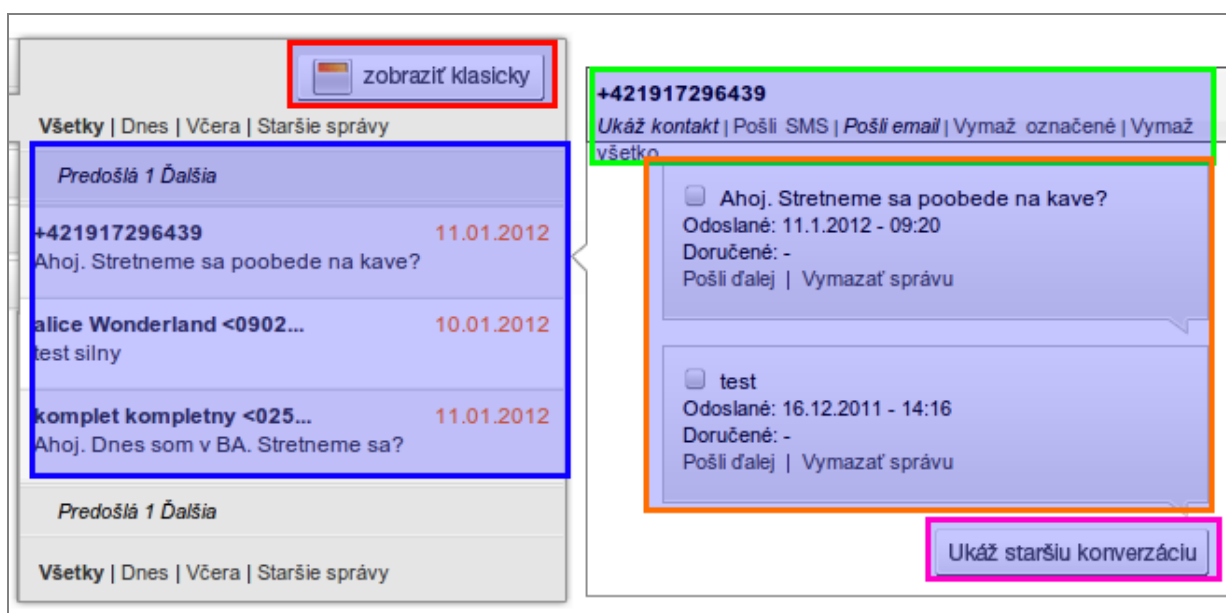 zobraziť klasicky
Všetky | Dnes | Včera | Staršie správy
Predošlá 1 Ďalšia
+421917296439 11.01.2012
Ahoj. Stretneme sa poobede na kave?
alice Wonderland <0902... 10.01.2012
test silny
komplet kompletny <025... 11.01.2012
Ahoj. Dnes som v BA. Stretneme sa?
Predošlá 1 Ďalšia
Všetky | Dnes | Včera | Staršie správy
+421917296439
Ukáž kontakt | Pošli SMS | Pošli email | Vymaž označené | Vymaž
všetko
Ahoj. Stretneme sa poobede na kave?
Odoslané: 11.1.2012 - 09:20
Doručené: -
Pošli ďalej | Vymazať správu
test
Odoslané: 16.12.2011 - 14:16
Doručené: -
Pošli ďalej | Vymazať správu
Ukáž staršiu konverzáciu